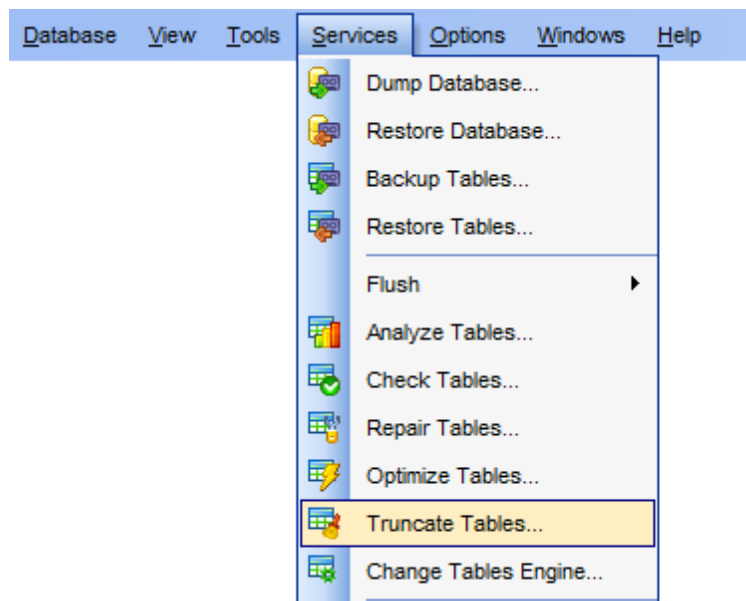 Database View Tools Services Options Windows Help
Dump Database...
Restore Database...
Backup Tables...
Restore Tables...
Flush
Analyze Tables...
Check Tables...
Repair Tables...
Optimize Tables...
Truncate Tables...
Change Tables Engine...